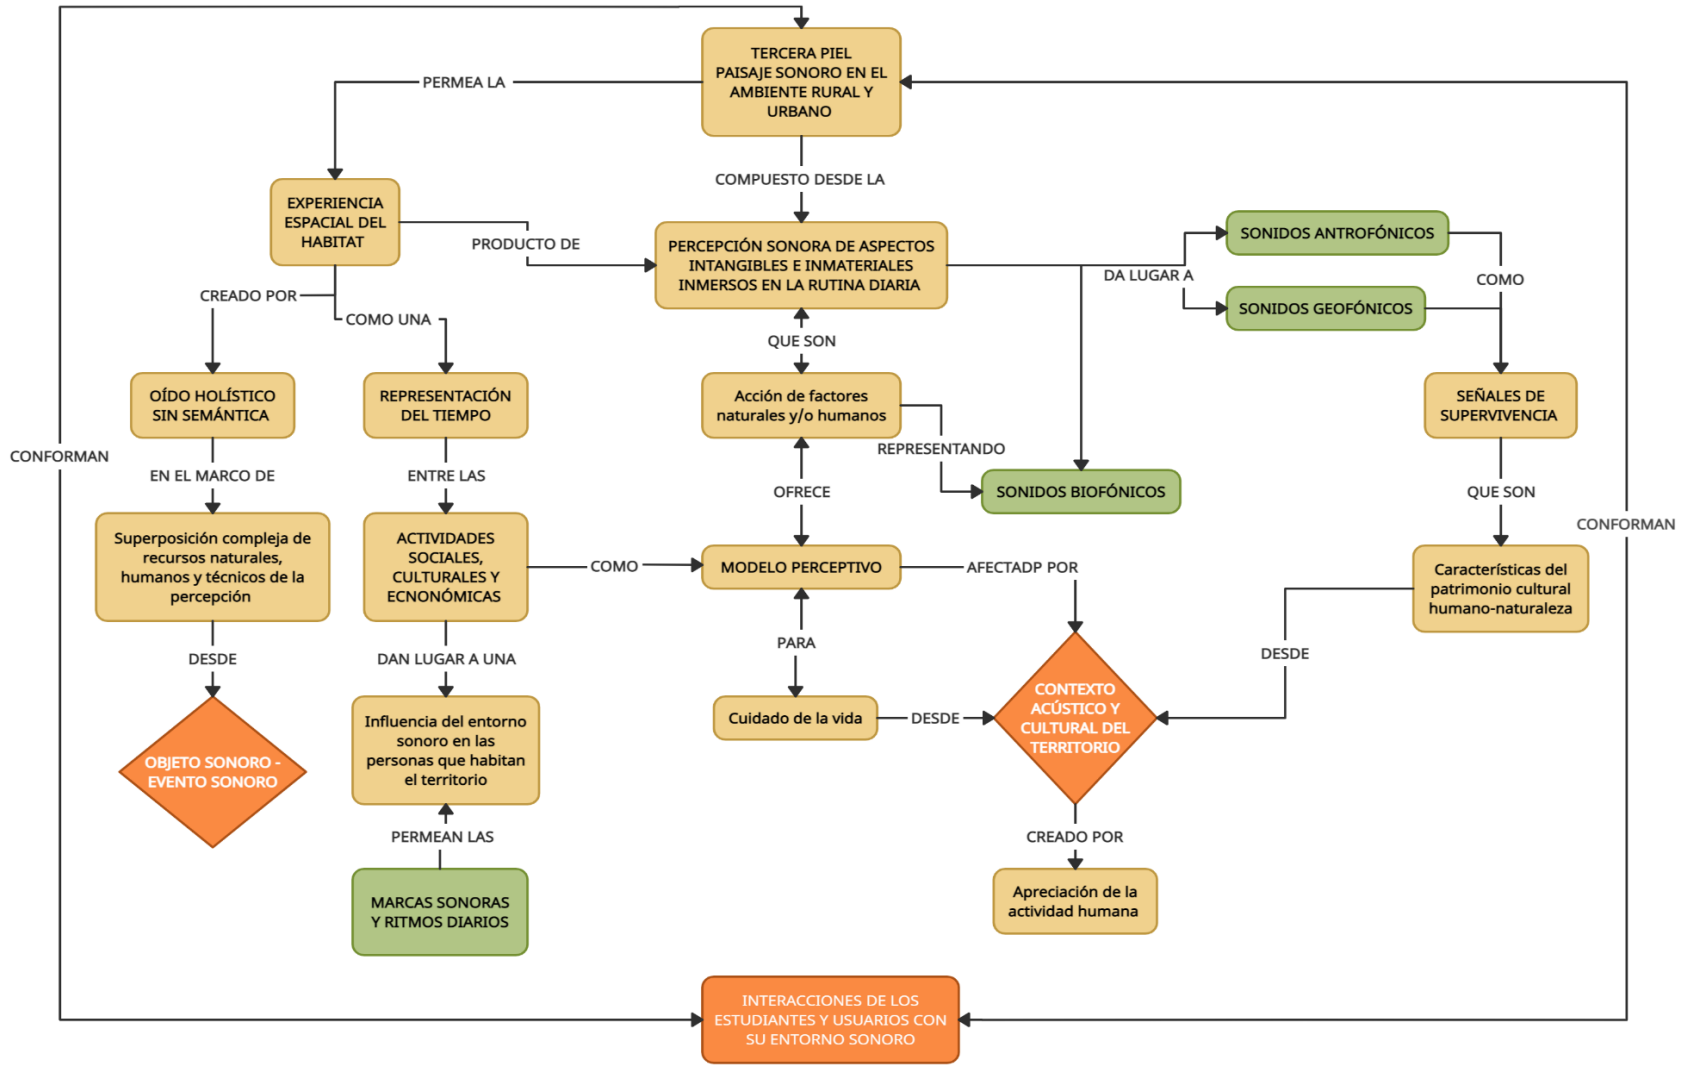 TERCERA PIEL
PAISAJE SONORO EN EL
AMBIENTE RURAL Y
URBANO
PERMEA LA
COMPUESTO DESDE LA
EXPERIENCIA
ESPACIAL DEL
HABITAT
PRODUCTO DE
PERCEPCIÓN SONORA DE ASPECTOS
INTANGIBLES E INMATERIALES
INMERSOS EN LA RUTINA DIARIA
DA LUGAR A
SONIDOS ANTROFÓNICOS
SONIDOS GEOFÓNICOS
COMO
CREADO POR
COMO UNA
QUE SON
OÍDO HOLÍSTICO
SIN SEMÁNTICA
REPRESENTACIÓN
DEL TIEMPO
Acción de factores
naturales y/o humanos
SEÑALES DE
SUPERVIVENCIA
CONFORMAN
EN EL MARCO DE
ENTRE LAS
OFRECE
REPRESENTANDO
SONIDOS BIOFÓNICOS
QUE SON
CONFORMAN
Superposición compleja de
recursos naturales,
humanos y técnicos de la
percepción
ACTIVIDADES
SOCIALES,
CULTURALES Y
ECNONÓMICAS
COMO
MODELO PERCEPTIVO
AFECTADP POR
Características del
patrimonio cultural
humano-naturaleza
DESDE
DAN LUGAR A UNA
PARA
DESDE
OBJETO SONORO -
EVENTO SONORO
Influencia del entorno
sonoro en las
personas que habitan
el territorio
Cuidado de la vida
DESDE
CONTEXTO
ACÚSTICO Y
CULTURAL DEL
TERRITORIO
PERMEAN LAS
CREADO POR
MARCAS SONORAS
Y RITMOS DIARIOS
Apreciación de la
actividad humana
INTERACCIONES DE LOS
ESTUDIANTES Y USUARIOS CON
SU ENTORNO SONORO